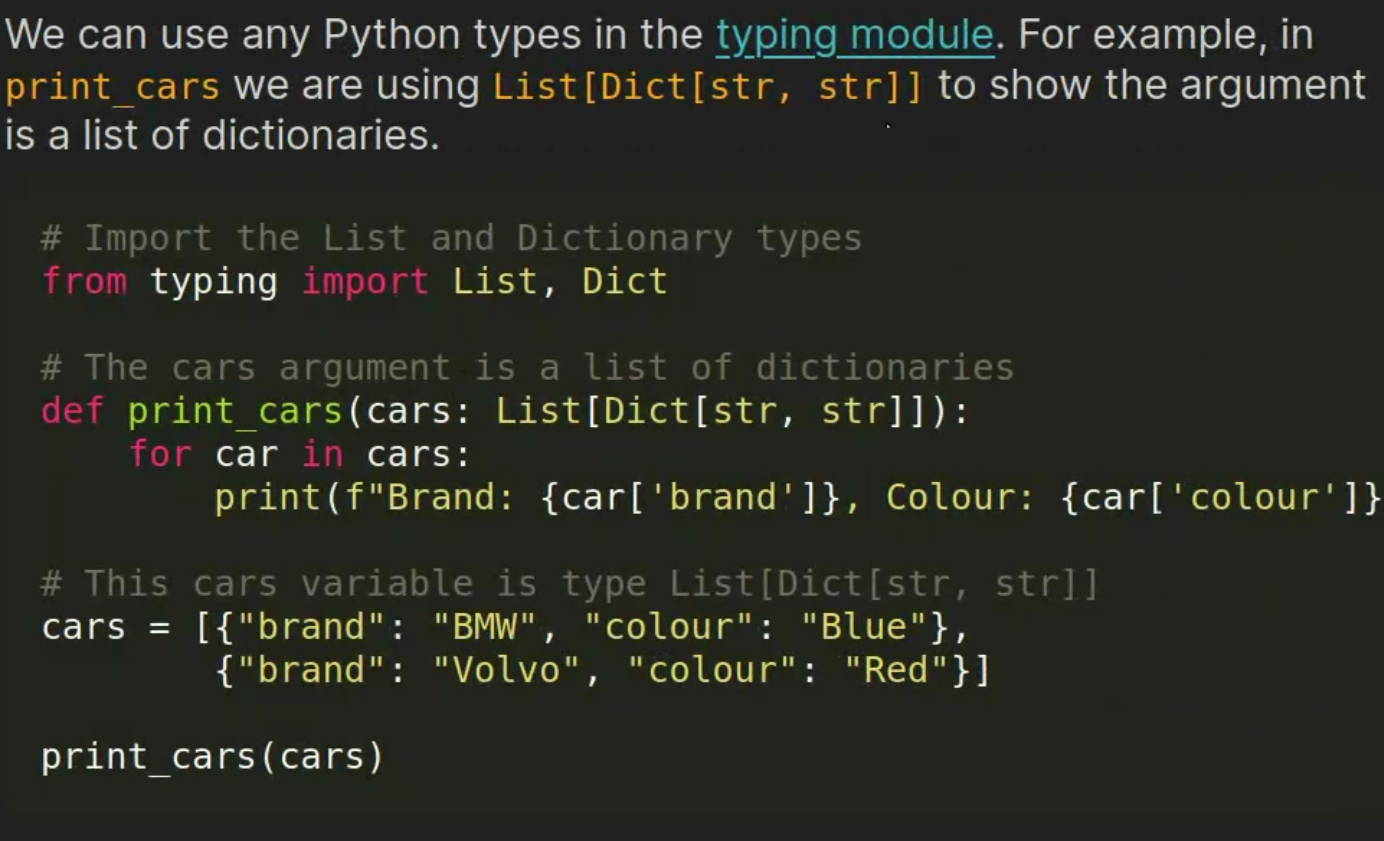 We can use any Python types in the typing module. For example, in
print_cars we are using List[Dict[str, str]] to show the argument
is a list of dictionaries.
# Import the List and Dictionary types
from typing import List, Dict
# The cars argument is a list of dictionaries
def print_cars(cars: List[Dict[str, str]]):
    for car in cars:
        print(f"Brand: {car['brand']}, Colour: {car['colour']}
# This cars variable is type List[Dict[str, str]]
cars = [{"brand": "BMW", "colour": "Blue"},
        {"brand": "Volvo", "colour": "Red"}]
print_cars(cars)